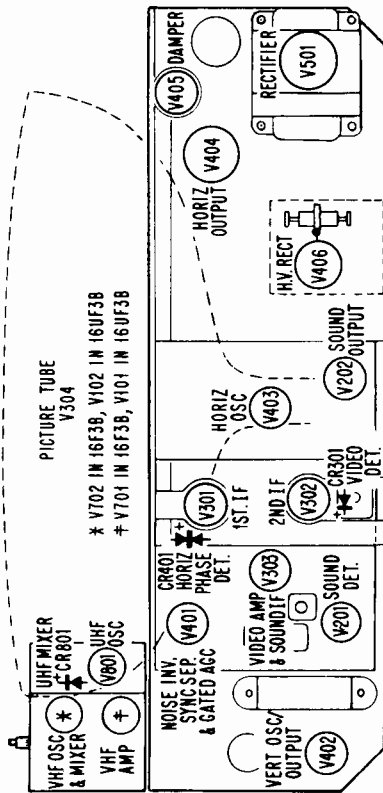 PICTURE TUBE
V304
* V702 IN 16F3B, V102 IN 16UF3B
‡ V701 IN 16F3B, V101 IN 16UF3B
UHF MIXER
CR801
+
V801
UHF
OSC
VHF OSC
& MIXER
*
VHF
AMP
‡
DAMPER
V405
RECTIFIER
V501
V404
HORIZ
OUTPUT
H.V. RECT
V406
HORIZ
OSC
V403
SOUND
OUTPUT
V202
V301
1ST. IF
2ND IF
V302
CR301
+
VIDEO
DET.
CR401
+
HORIZ
PHASE
DET.
NOISE INV.
SYNC SEP.
& GATED AGC
V401
VIDEO AMP
& SOUND IF
V303
SOUND
DET.
V201
VERT OSC/
OUTPUT
V402